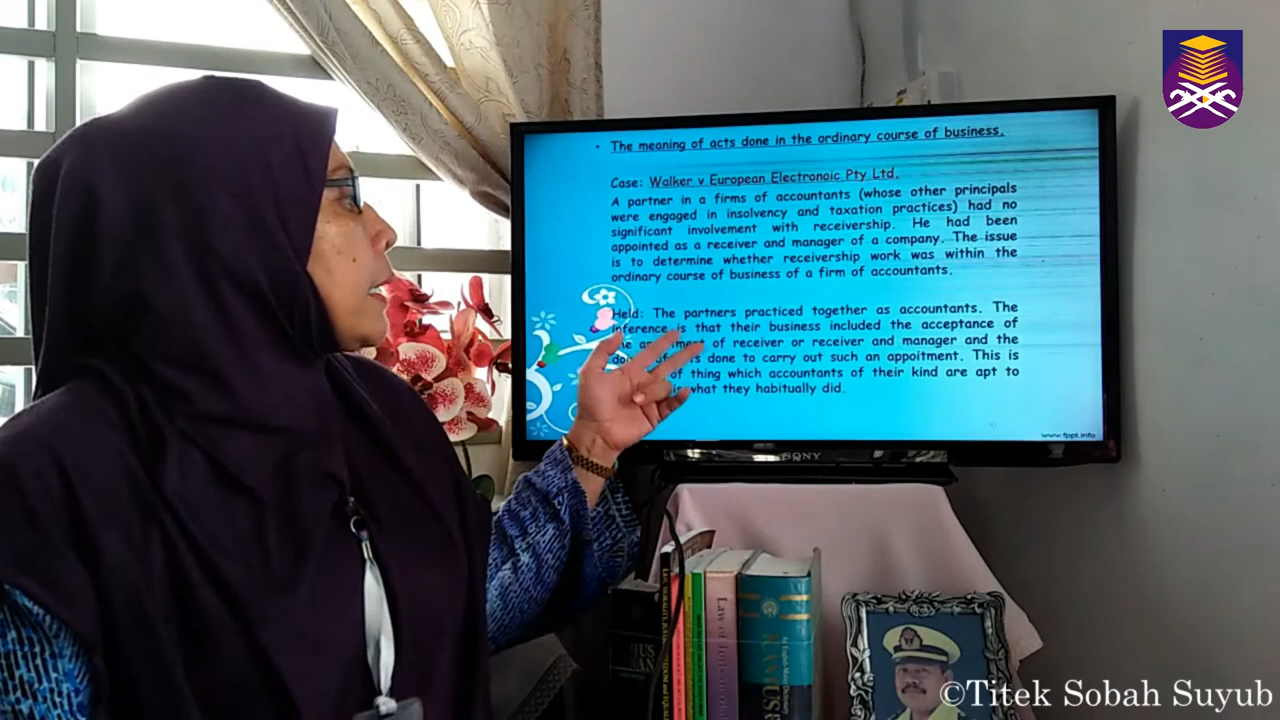 • The meaning of acts done in the ordinary course of business.
Case: Walker v European Electronoic Pty Ltd.
A partner in a firms of accountants (whose other principals
were engaged in insolvency and taxation practices) had no
significant involvement with receivership. He had been
appointed as a receiver and manager of a company. The issue
is to determine whether receivership work was within the
ordinary course of business of a firm of accountants.
Held: The partners practiced together as accountants. The
inference is that their business included the acceptance of
of receiver or receiver and manager and the
done to carry out such an appoitment. This is
of thing which accountants of their kind are apt to
is what they habitually did.
www.fppt.info
SONY
Law of Torts
KAMUS
©Titek Sobah Suyub